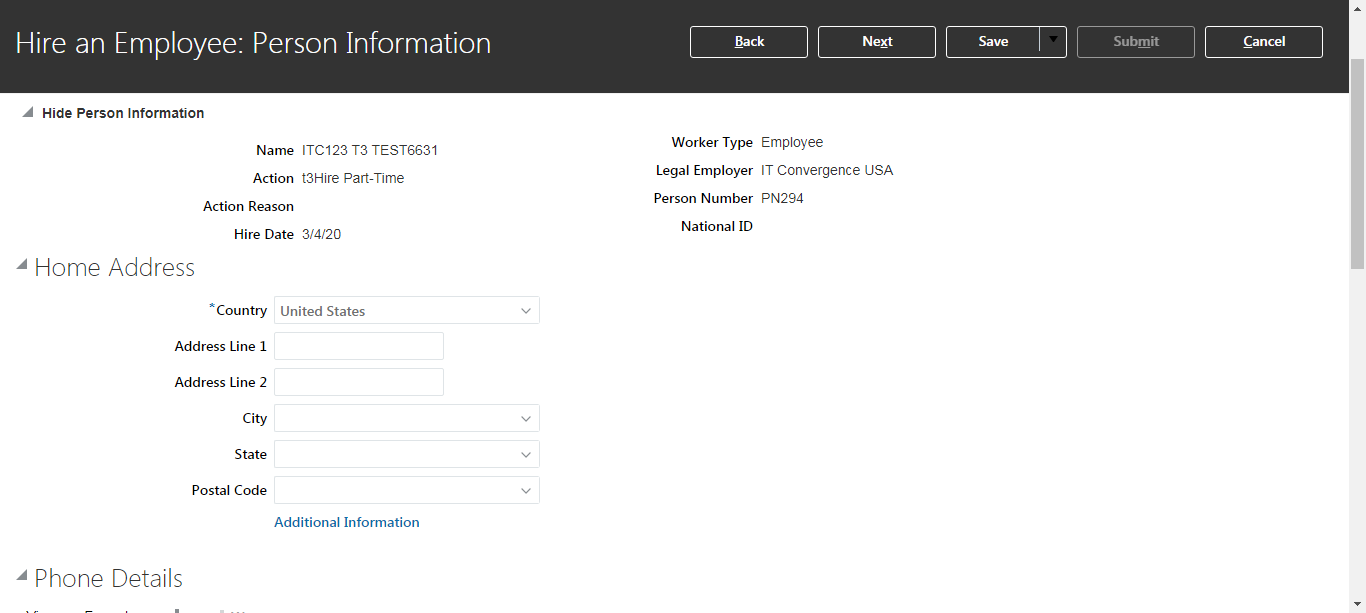 Hire an Employee: Person Information
Back
Next
Save
Submit
Cancel
Hide Person Information
Name ITC123 T3 TEST6631
Action t3Hire Part-Time
Action Reason
Hire Date 3/4/20
Worker Type Employee
Legal Employer IT Convergence USA
Person Number PN294
National ID
Home Address
*Country United States
Address Line 1
Address Line 2
City
State
Postal Code
Additional Information
Phone Details